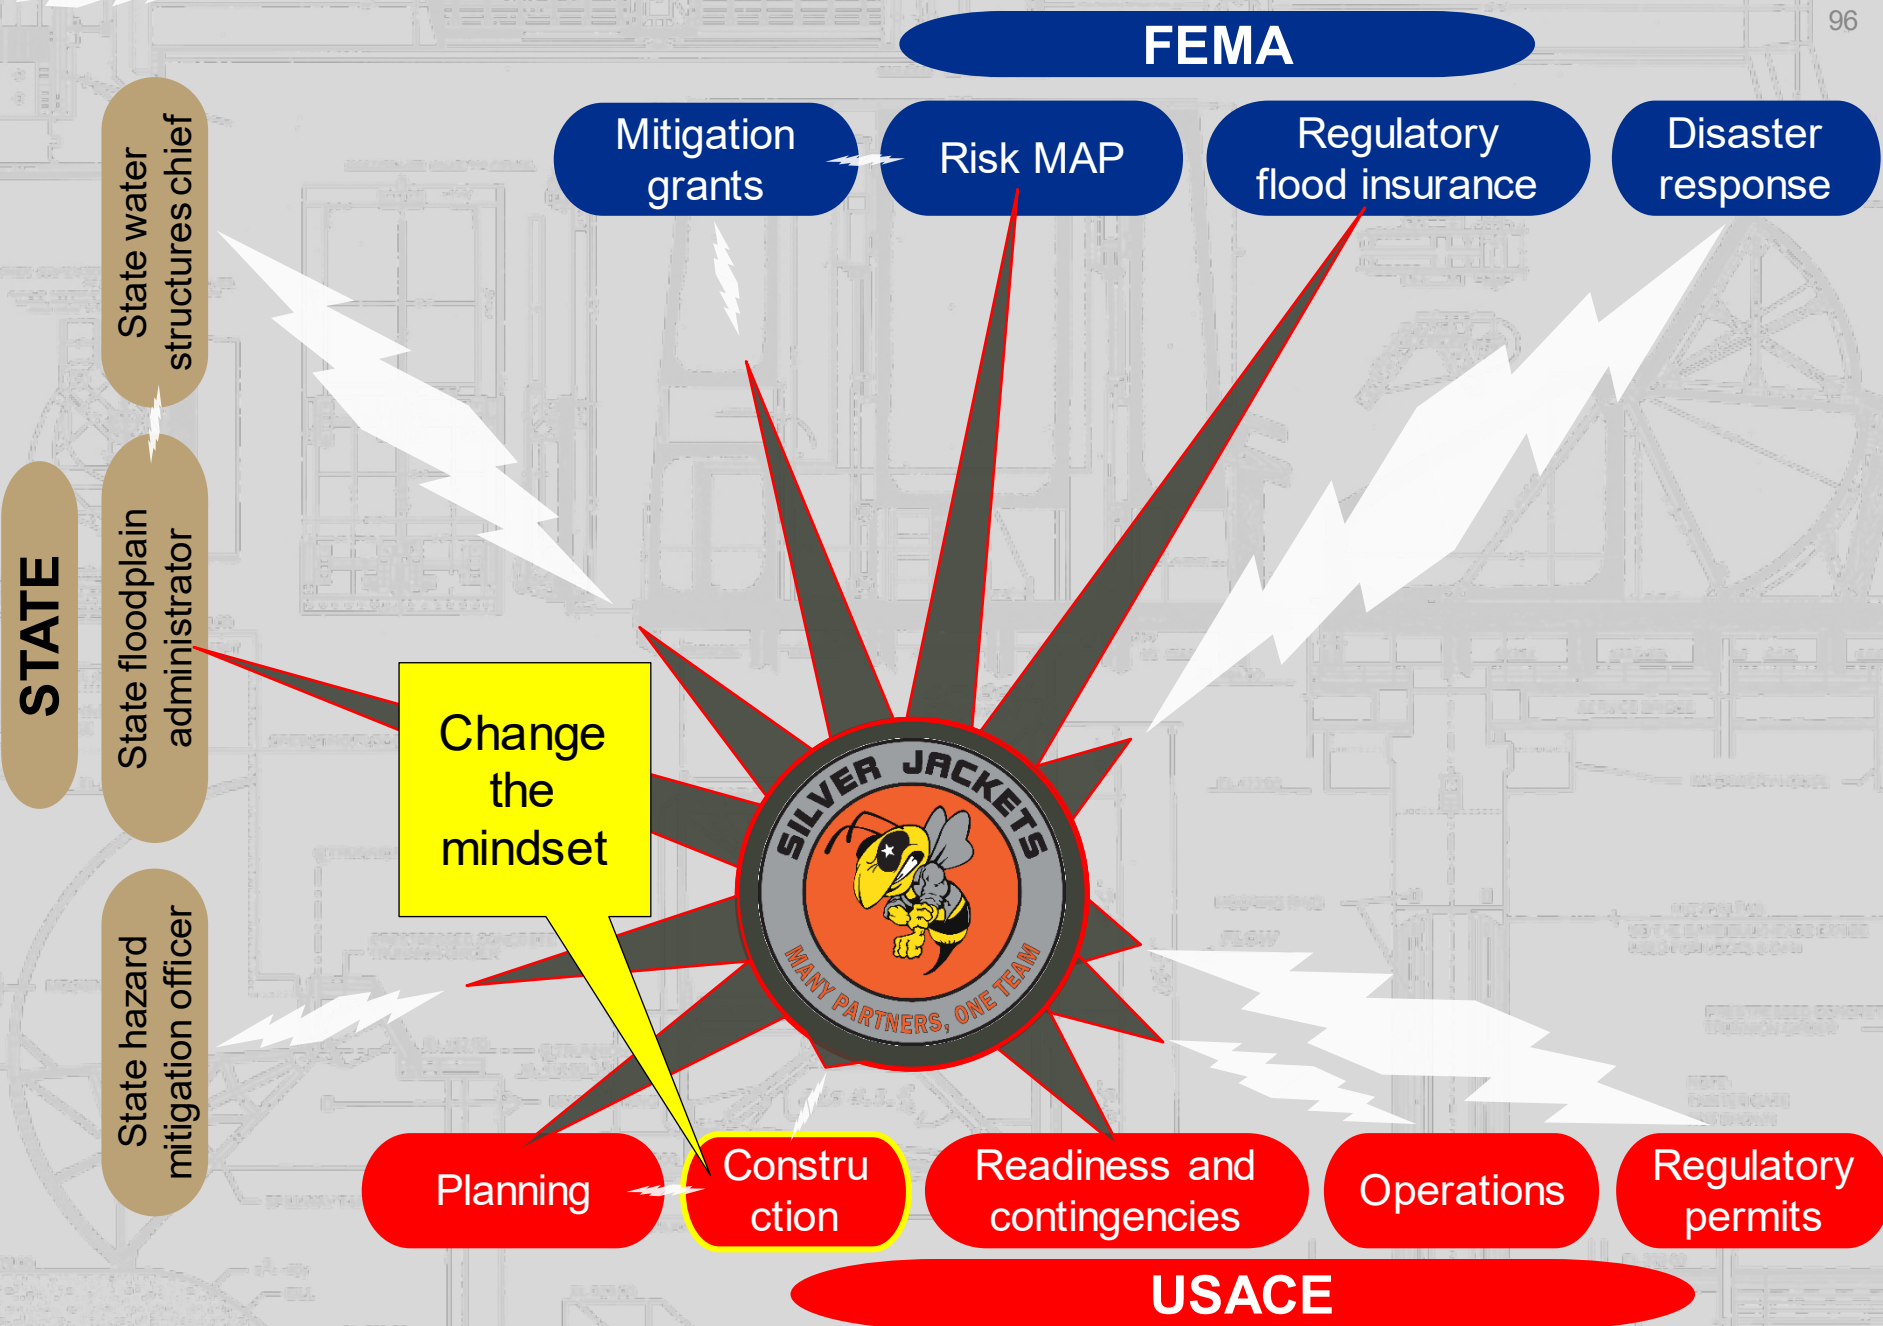 96
FEMA
Mitigation
grants
Risk MAP
Regulatory
flood insurance
Disaster
response
STATE
State water
structures chief
State floodplain
administrator
State hazard
mitigation officer
Change
the
mindset
SILVER JACKETS
MANY PARTNERS, ONE TEAM
Planning
Constru
ction
Readiness and
contingencies
Operations
Regulatory
permits
USACE